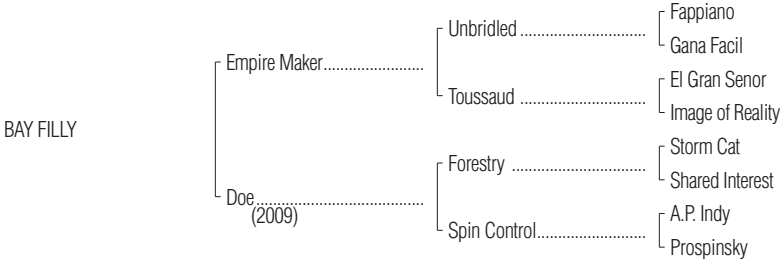 Fappiano
Unbridled
Gana Facil
Empire Maker
El Gran Senor
Toussaud
Image of Reality
BAY FILLY
Storm Cat
Forestry
Shared Interest
Doe
(2009)
A.P. Indy
Spin Control
Prospinsky